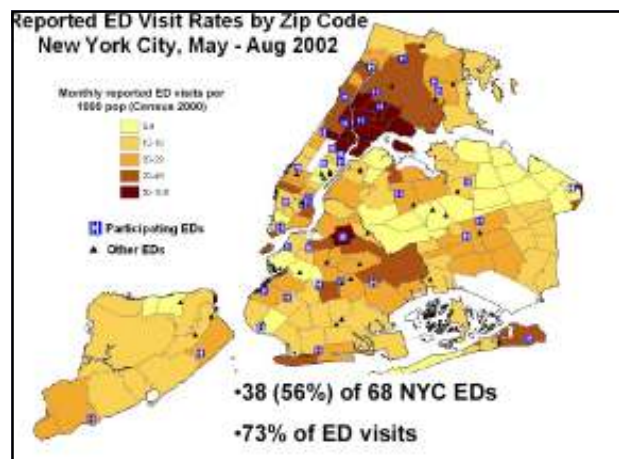 Reported ED Visit Rates by Zip Code
New York City, May - Aug 2002
Monthly reported ED visits per
1000 pop (Census 2000)
Participating EDs
Other EDs
•38 (56%) of 68 NYC EDs
•73% of ED visits